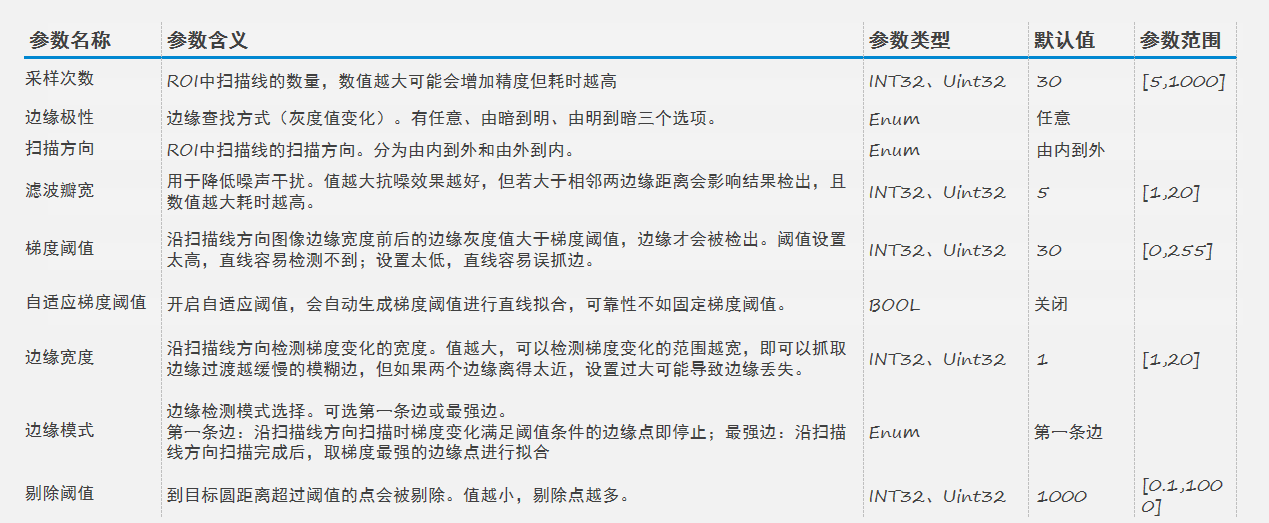 参数名称 参数含义 参数类型 默认值 参数范围
采样次数 ROI中扫描线的数量，数值越大可能会增加精度但耗时越高 INT32、Uint32 30 [5,1000]
边缘极性 边缘查找方式（灰度值变化）。有任意、由暗到明、由明到暗三个选项。 Enum 任意
扫描方向 ROI中扫描线的扫描方向。分为由内到外和由外到内。 Enum 由内到外
滤波瓣宽 用于降低噪声干扰。值越大抗噪效果越好，但若大于相邻两边缘距离会影响结果检出，且
数值越大耗时越高。 INT32、Uint32 5 [1,20]
梯度阈值 沿扫描线方向图像边缘宽度前后的边缘灰度值大于梯度阈值，边缘才会被检出。阈值设置
太高，直线容易检测不到；设置太低，直线容易误抓边。 INT32、Uint32 30 [0,255]
自适应梯度阈值 开启自适应阈值，会自动生成梯度阈值进行直线拟合，可靠性不如固定梯度阈值。 BOOL 关闭
边缘宽度 沿扫描线方向检测梯度变化的宽度。值越大，可以检测梯度变化的范围越宽，即可以抓取
边缘过渡越缓慢的模糊边，但如果两个边缘离得太近，设置过大可能导致边缘丢失。 INT32、Uint32 1 [1,20]
边缘模式 边缘检测模式选择。可选第一条边或最强边。
第一条边：沿扫描线方向扫描时梯度变化满足阈值条件的边缘点即停止；最强边：沿扫描
线方向扫描完成后，取梯度最强的边缘点进行拟合 Enum 第一条边
剔除阈值 到目标圆距离超过阈值的点会被剔除。值越小，剔除点越多。 INT32、Uint32 1000 [0.1,100
0]